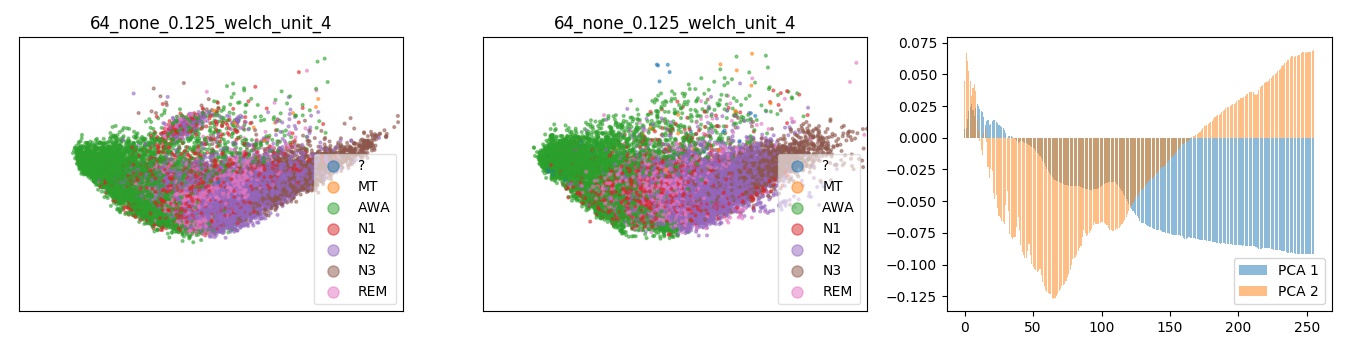 64_none_0.125_welch_unit_4
?
MT
AWA
N1
N2
N3
REM
64_none_0.125_welch_unit_4
?
MT
AWA
N1
N2
N3
REM
0.075
0.050
0.025
0.000
−0.025
−0.050
−0.075
−0.100
−0.125
PCA 1
PCA 2
0 50 100 150 200 250